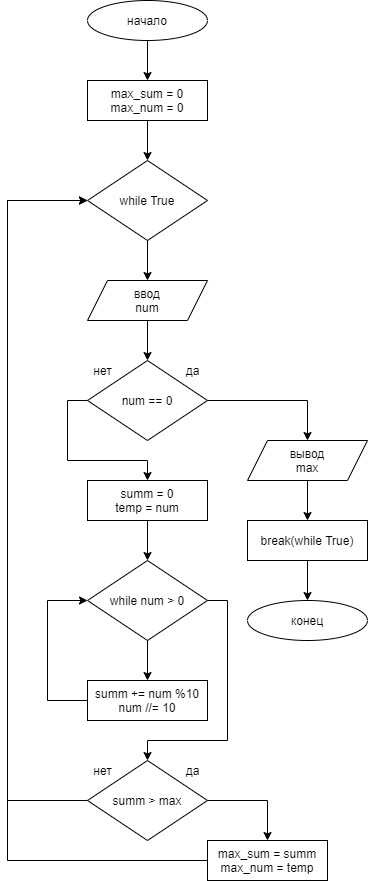 начало
max_sum = 0
max_num = 0
while True
ввод
num
нет
да
num == 0
вывод
max
summ = 0
temp = num
break(while True)
while num > 0
конец
summ += num %10
num //= 10
нет
да
summ > max
max_sum = summ
max_num = temp